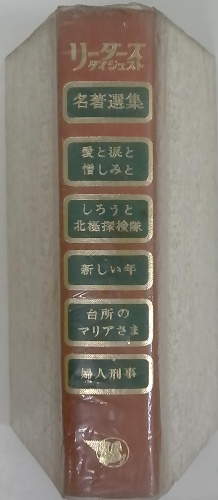 リーダーズ
ダイジェスト
名著選集
愛と涙と
憎しみと
しろうと
北極探検隊
新しい年
台所の
マリアさま
婦人刑事